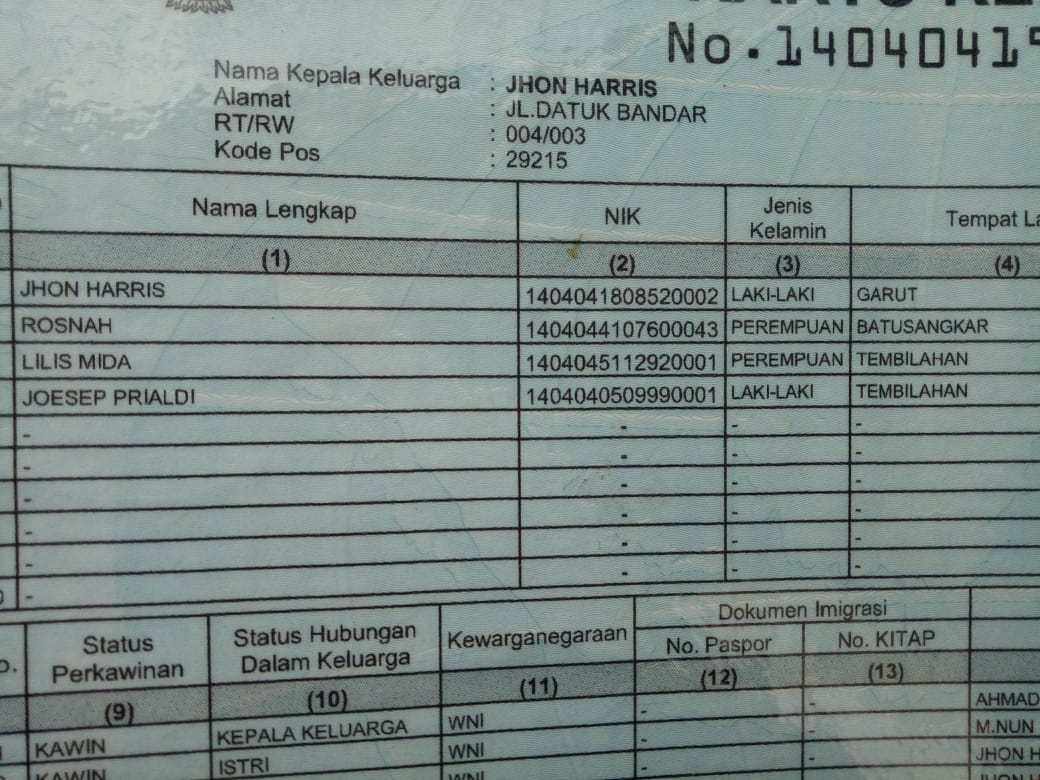 No.14040419
Nama Kepala Keluarga : JHON HARRIS
Alamat : JL.DATUK BANDAR
RT/RW : 004/003
Kode Pos : 29215
Nama Lengkap NIK Jenis Kelamin Tempat
(1) (2) (3) (4)
JHON HARRIS 1404041808520002 LAKI-LAKI GARUT
ROSNAH 1404044107600043 PEREMPUAN BATUSANGKAR
LILIS MIDA 1404045112920001 PEREMPUAN TEMBILAHAN
JOESEP PRIALDI 1404040509990001 LAKI-LAKI TEMBILAHAN
- - - -
- - - -
- - - -
- - - -
- - - -
-
Dokumen Imigrasi
Status Perkawinan Status Hubungan Dalam Keluarga Kewarganegaraan No. Paspor No. KITAP
(9) (10) (11) (12) (13)
KAWIN KEPALA KELUARGA WNI - - AHMAD
KAWIN ISTRI WNI - - M.NUN
WNI JHON H